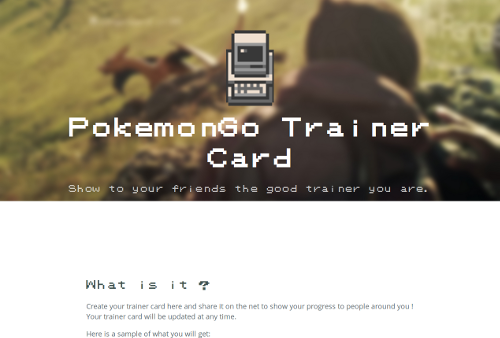 PokemonGo Trainer
Card
Show to your friends the good trainer you are.
What is it ?
Create your trainer card here and share it on the net to show your progress to people around you !
Your trainer card will be updated at any time.
Here is a sample of what you will get: